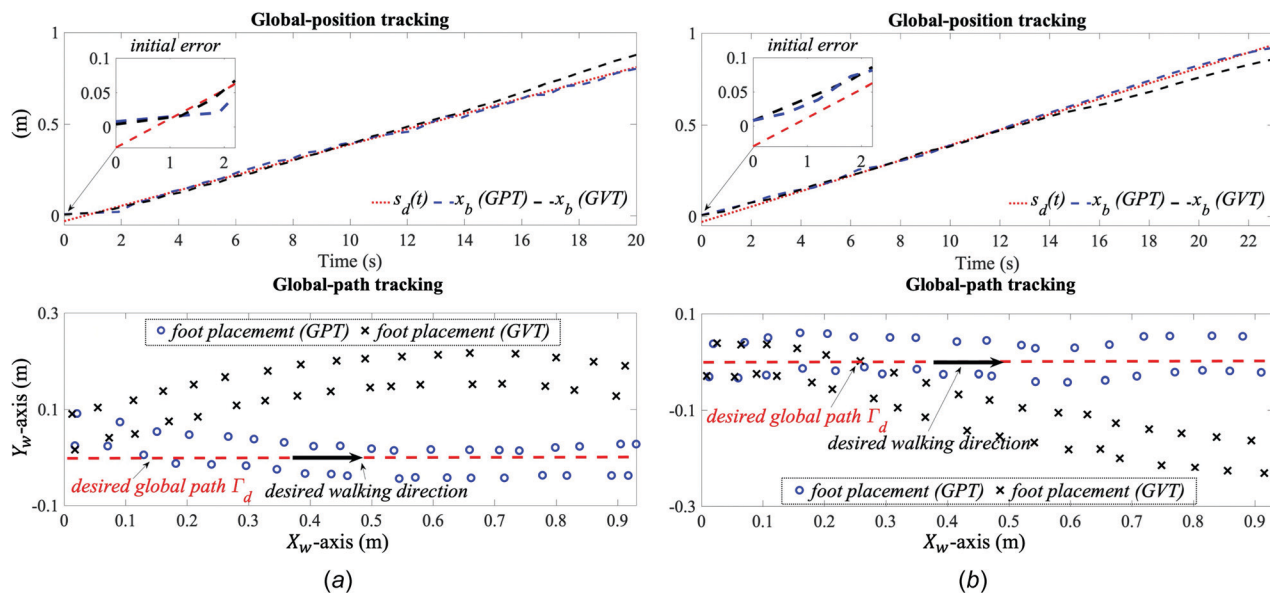 Global-position tracking
initial error
0.1
0.05
0
0 1 2
1
0.5
0
(m)
s_d(t) x_b (GPT) x_b (GVT)
0 2 4 6 8 10 12 14 16 18 20
Time (s)
Global-path tracking
0.3
0.1
-0.1
Y_w-axis (m)
foot placememt (GPT) foot placement (GVT)
desired global path Γ_d
desired walking direction
0 0.1 0.2 0.3 0.4 0.5 0.6 0.7 0.8 0.9
X_w-axis (m)
(a)
Global-position tracking
initial error
0.1
0.05
0
0 1 2
1
0.5
0
s_d(t) x_b (GPT) x_b (GVT)
0 2 4 6 8 10 12 14 16 18 20 22
Time (s)
Global-path tracking
0.1
-0.1
-0.3
desired global path Γ_d
desired walking direction
foot placement (GPT) foot placement (GVT)
0 0.1 0.2 0.3 0.4 0.5 0.6 0.7 0.8 0.9
X_w-axis (m)
(b)